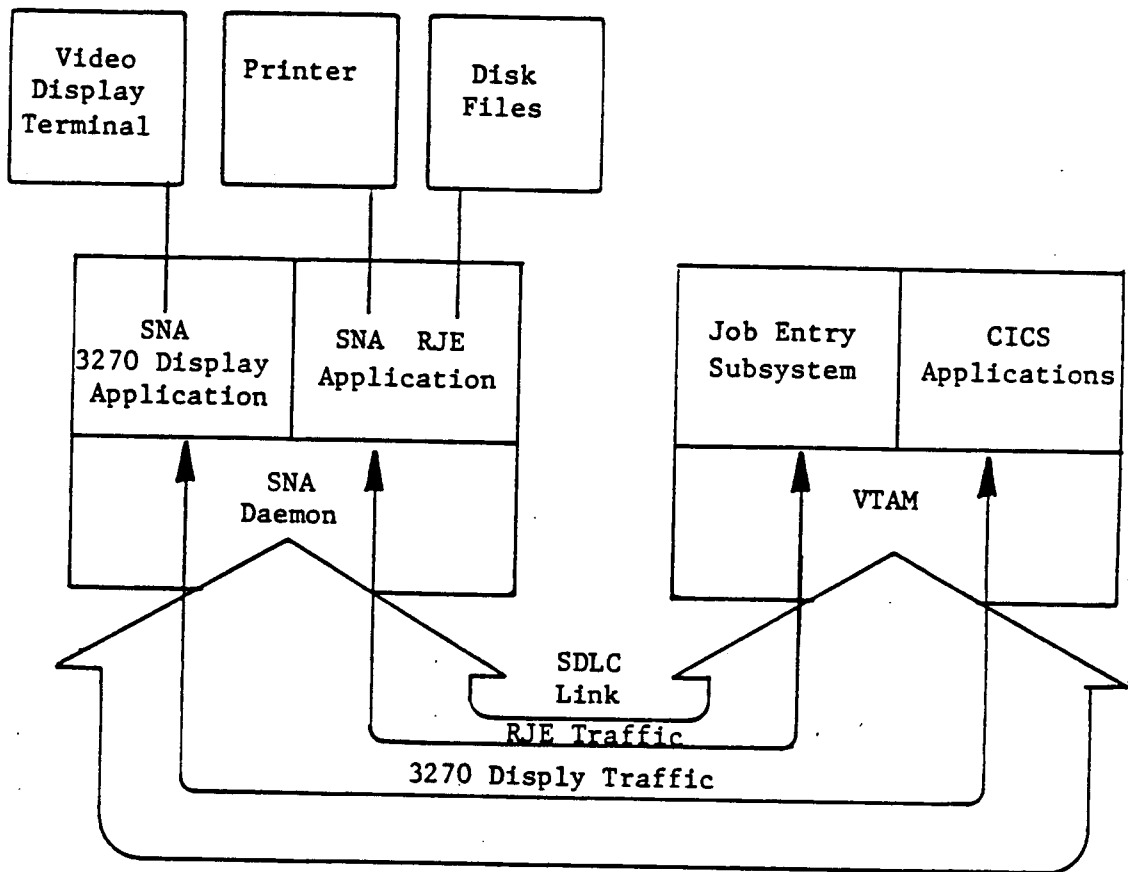 Video
Display
Terminal
Printer
Disk
Files
SNA
3270 Display
Application
SNA RJE
Application
Job Entry
Subsystem
CICS
Applications
SNA
Daemon
VTAM
SDLC
Link
RJE Traffic
3270 Disply Traffic